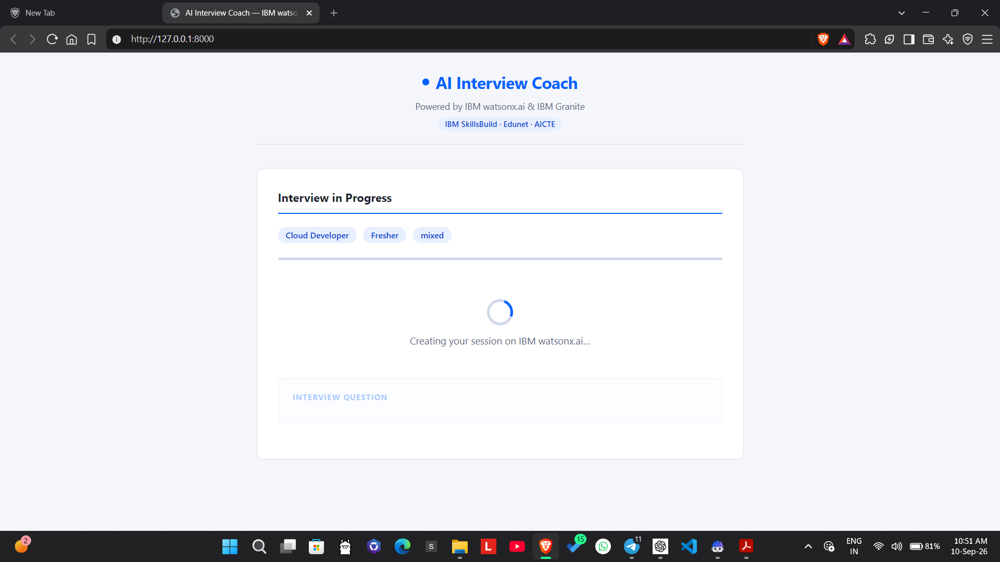 New Tab
AI Interview Coach — IBM watso
http://127.0.0.1:8000
AI Interview Coach
Powered by IBM watsonx.ai & IBM Granite
IBM SkillsBuild · Edunet · AICTE
Interview in Progress
Cloud Developer
Fresher
mixed
Creating your session on IBM watsonx.ai...
INTERVIEW QUESTION
2
S
L
15
11
ENG
IN
81%
10:51 AM
10-Sep-26